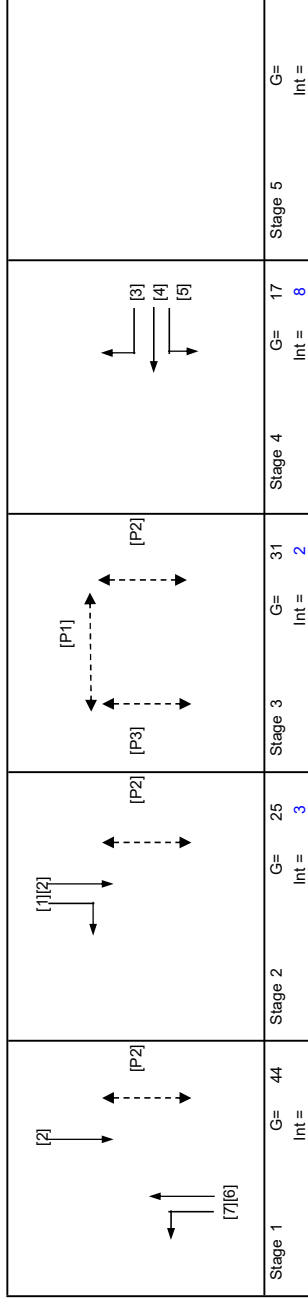 [2]
[P2]
[7][6]
Stage 1 G= 44
Int =
[1][2]
[P2]
Stage 2 G= 25
Int = 3
[P1]
[P3]
[P2]
Stage 3 G= 31
Int = 2
[3]
[4]
[5]
Stage 4 G= 17
Int = 8
Stage 5 G=
Int =